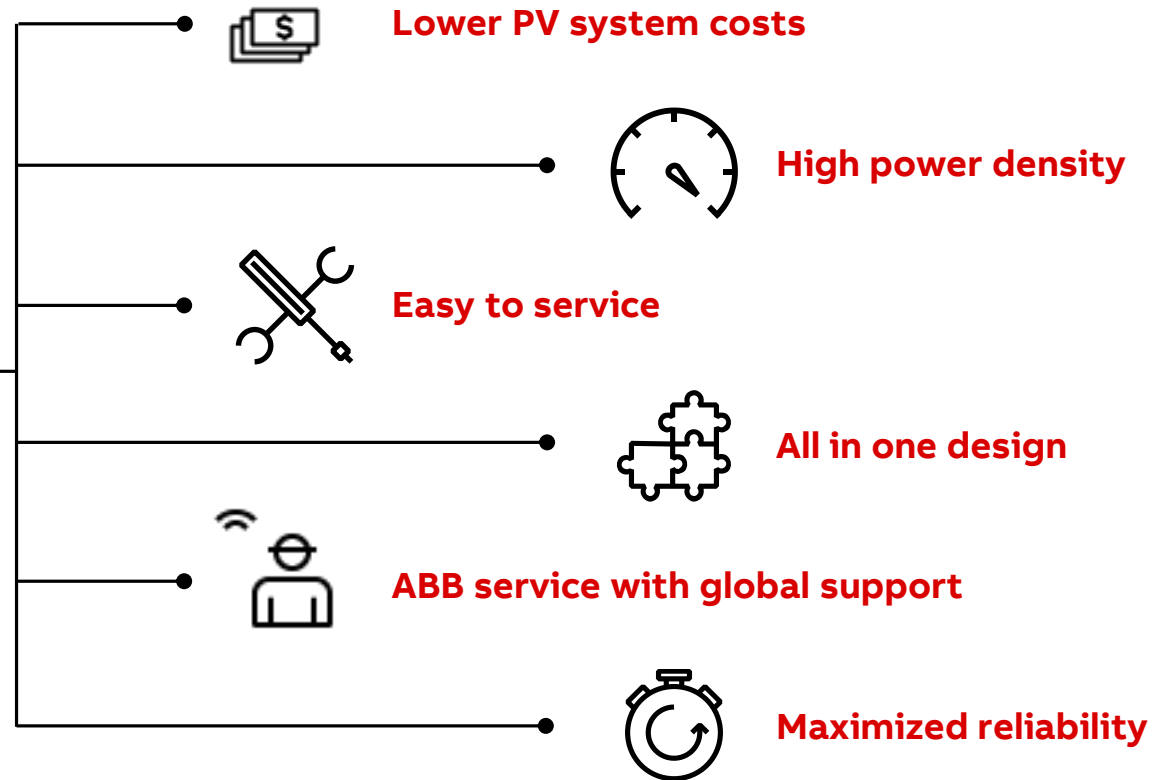 $
Lower PV system costs
High power density
Easy to service
All in one design
ABB service with global support
Maximized reliability